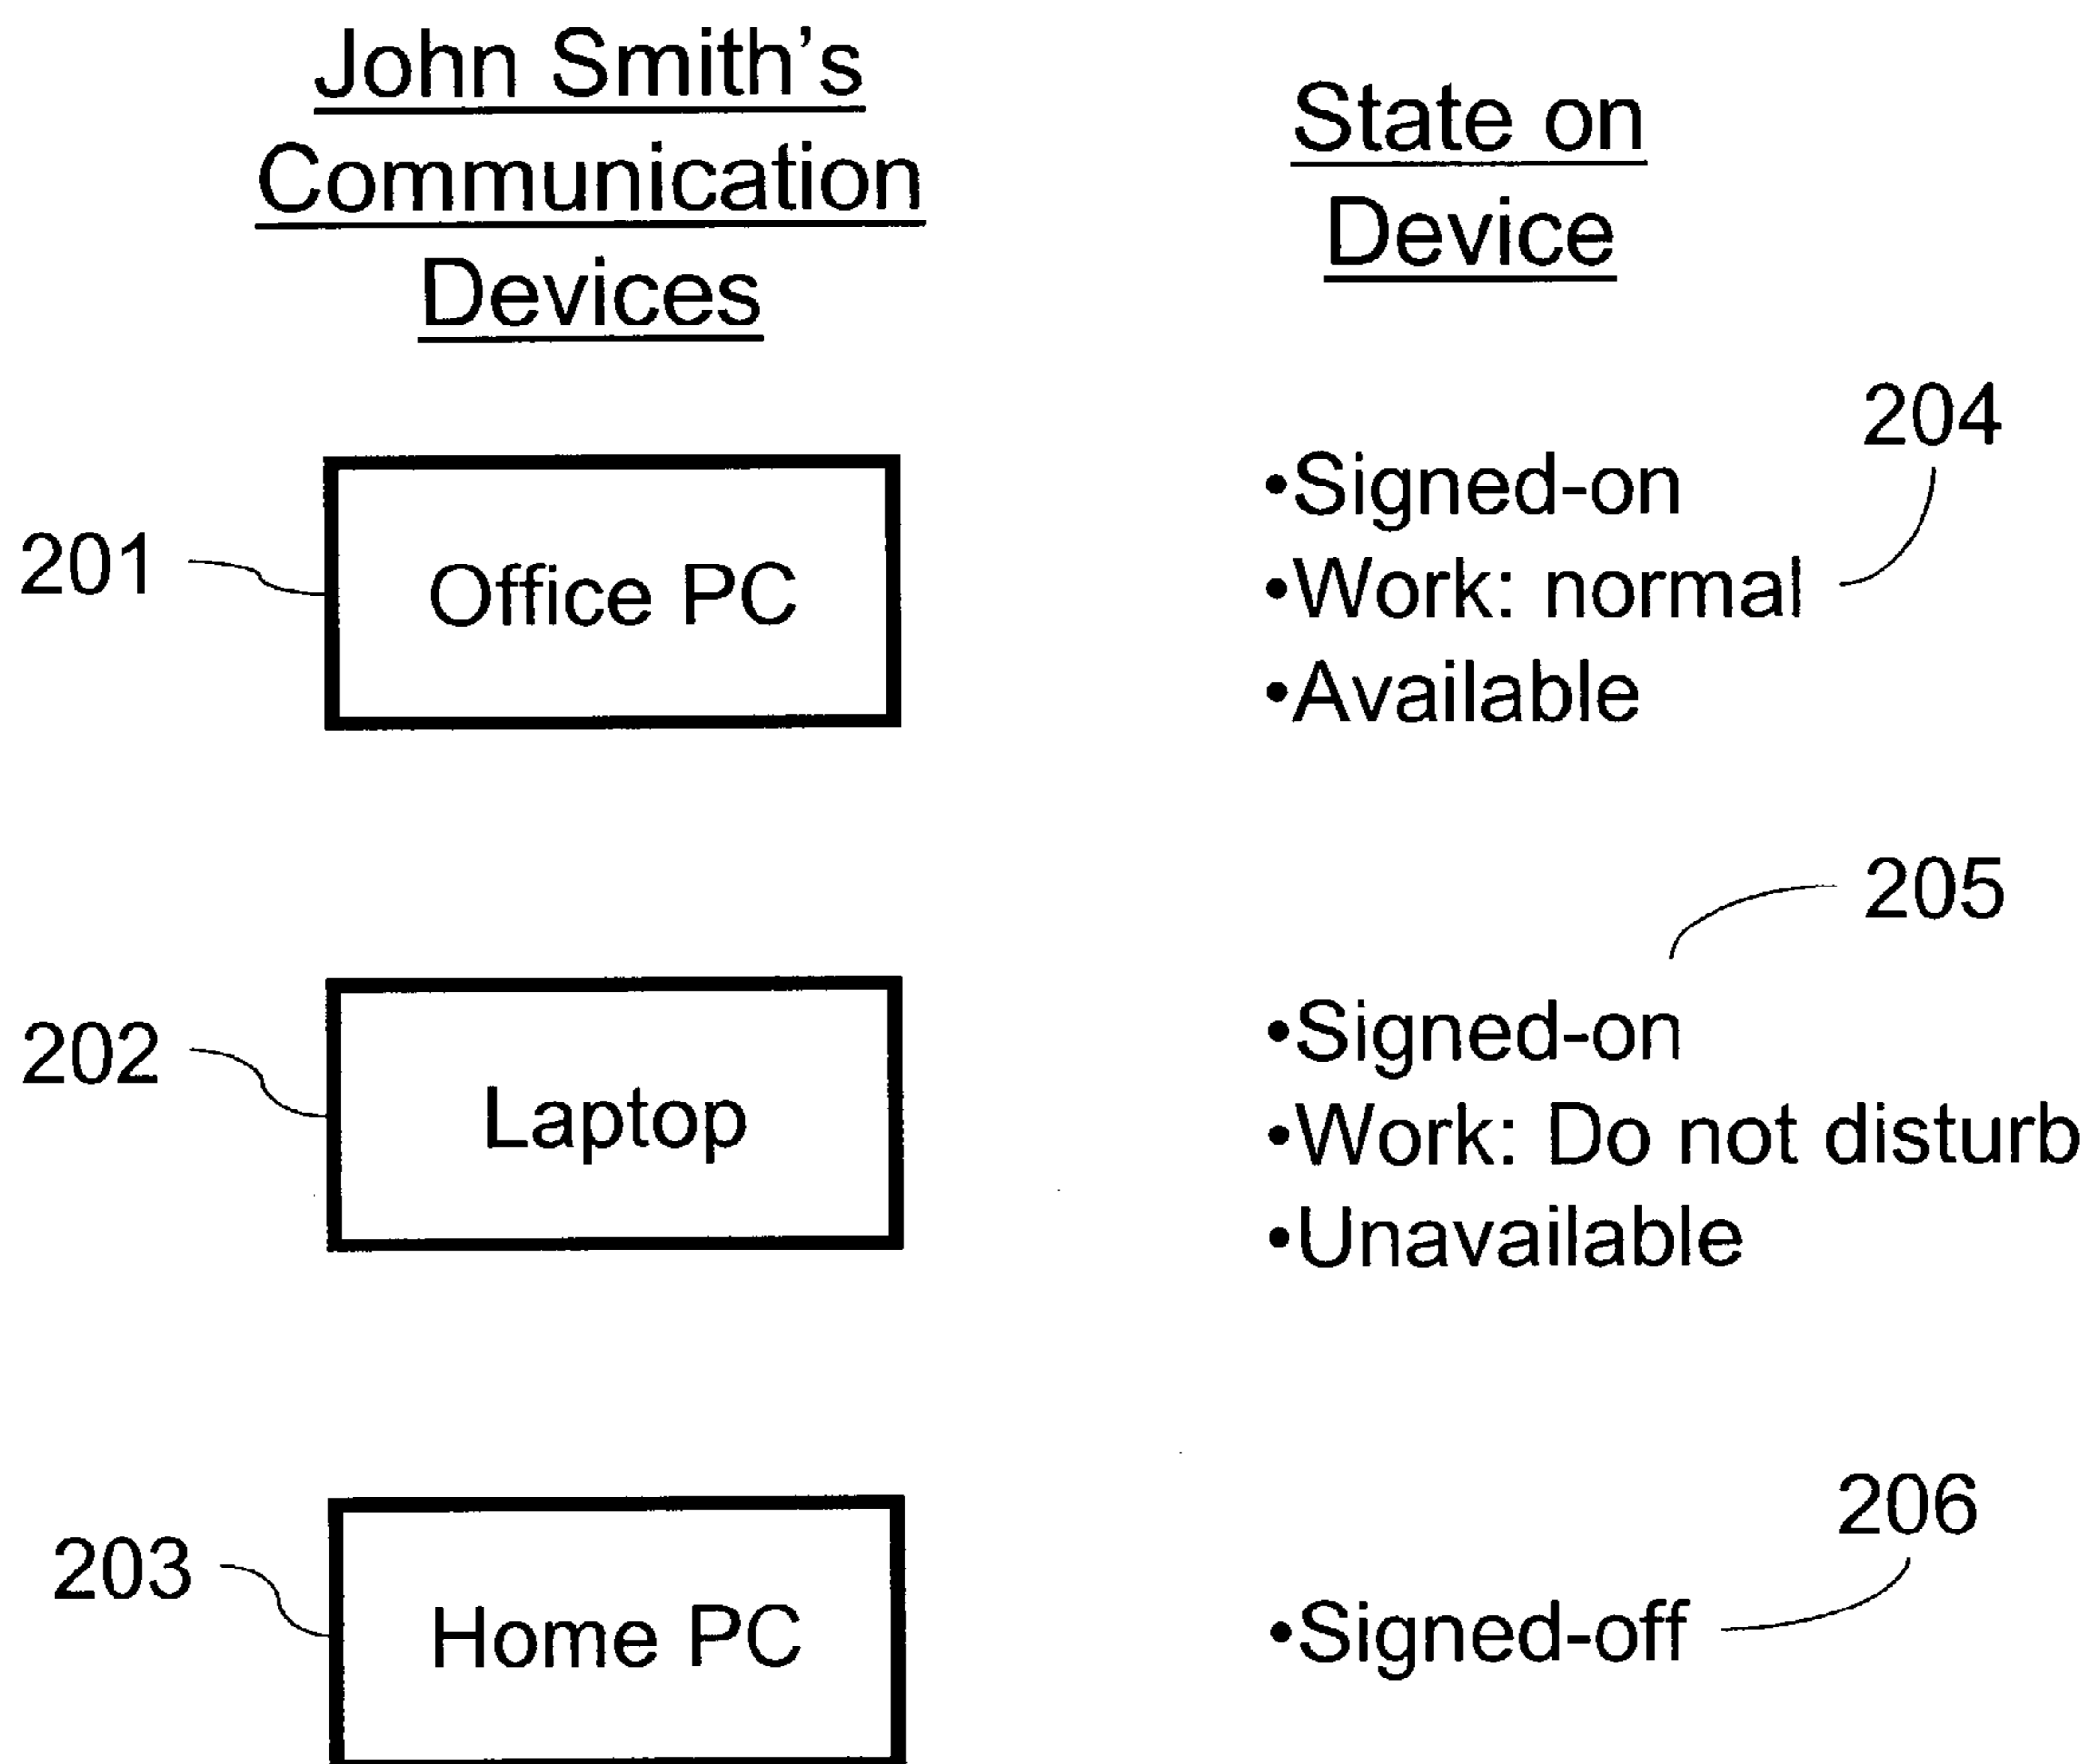 John Smith's
Communication
Devices
State on
Device
204
201
Office PC
•Signed-on
•Work: normal
•Available
205
202
Laptop
•Signed-on
•Work: Do not disturb
•Unavailable
206
203
Home PC
•Signed-off